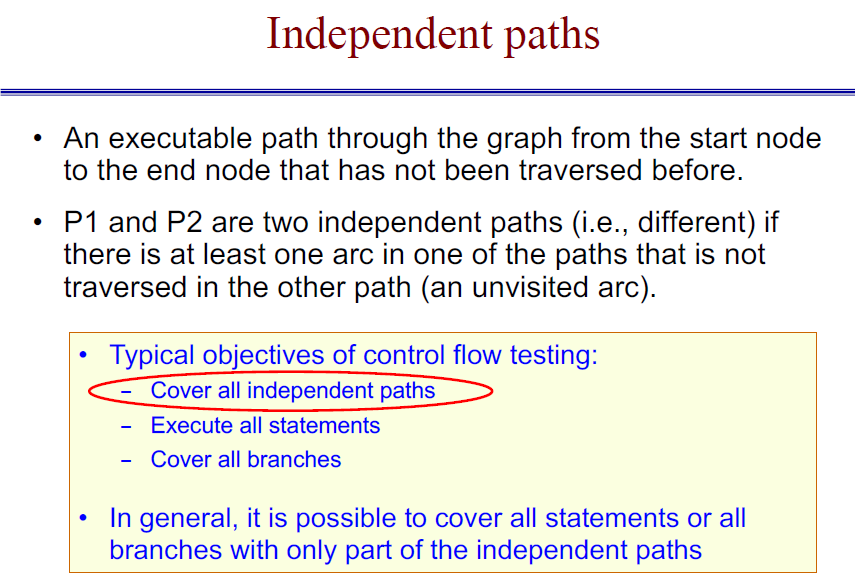 Independent paths
• An executable path through the graph from the start node
to the end node that has not been traversed before.
• P1 and P2 are two independent paths (i.e., different) if
there is at least one arc in one of the paths that is not
traversed in the other path (an unvisited arc).
• Typical objectives of control flow testing:
– Cover all independent paths
– Execute all statements
– Cover all branches
• In general, it is possible to cover all statements or all
branches with only part of the independent paths